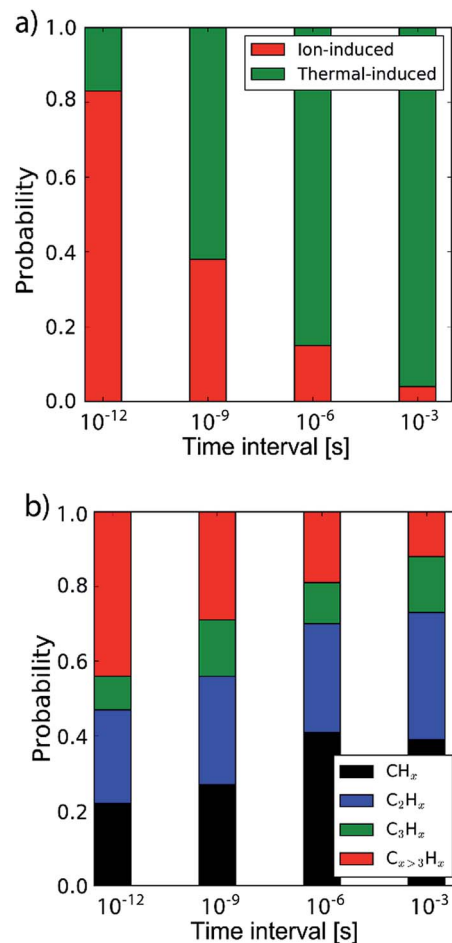 a)
1.0
0.8
0.6
0.4
0.2
0.0
Probability
Ion-induced
Thermal-induced
10⁻¹² 10⁻⁹ 10⁻⁶ 10⁻³
Time interval [s]
b)
1.0
0.8
0.6
0.4
0.2
0.0
Probability
CHₓ
C₂Hₓ
C₃Hₓ
Cₓ>₃Hₓ
10⁻¹² 10⁻⁹ 10⁻⁶ 10⁻³
Time interval [s]